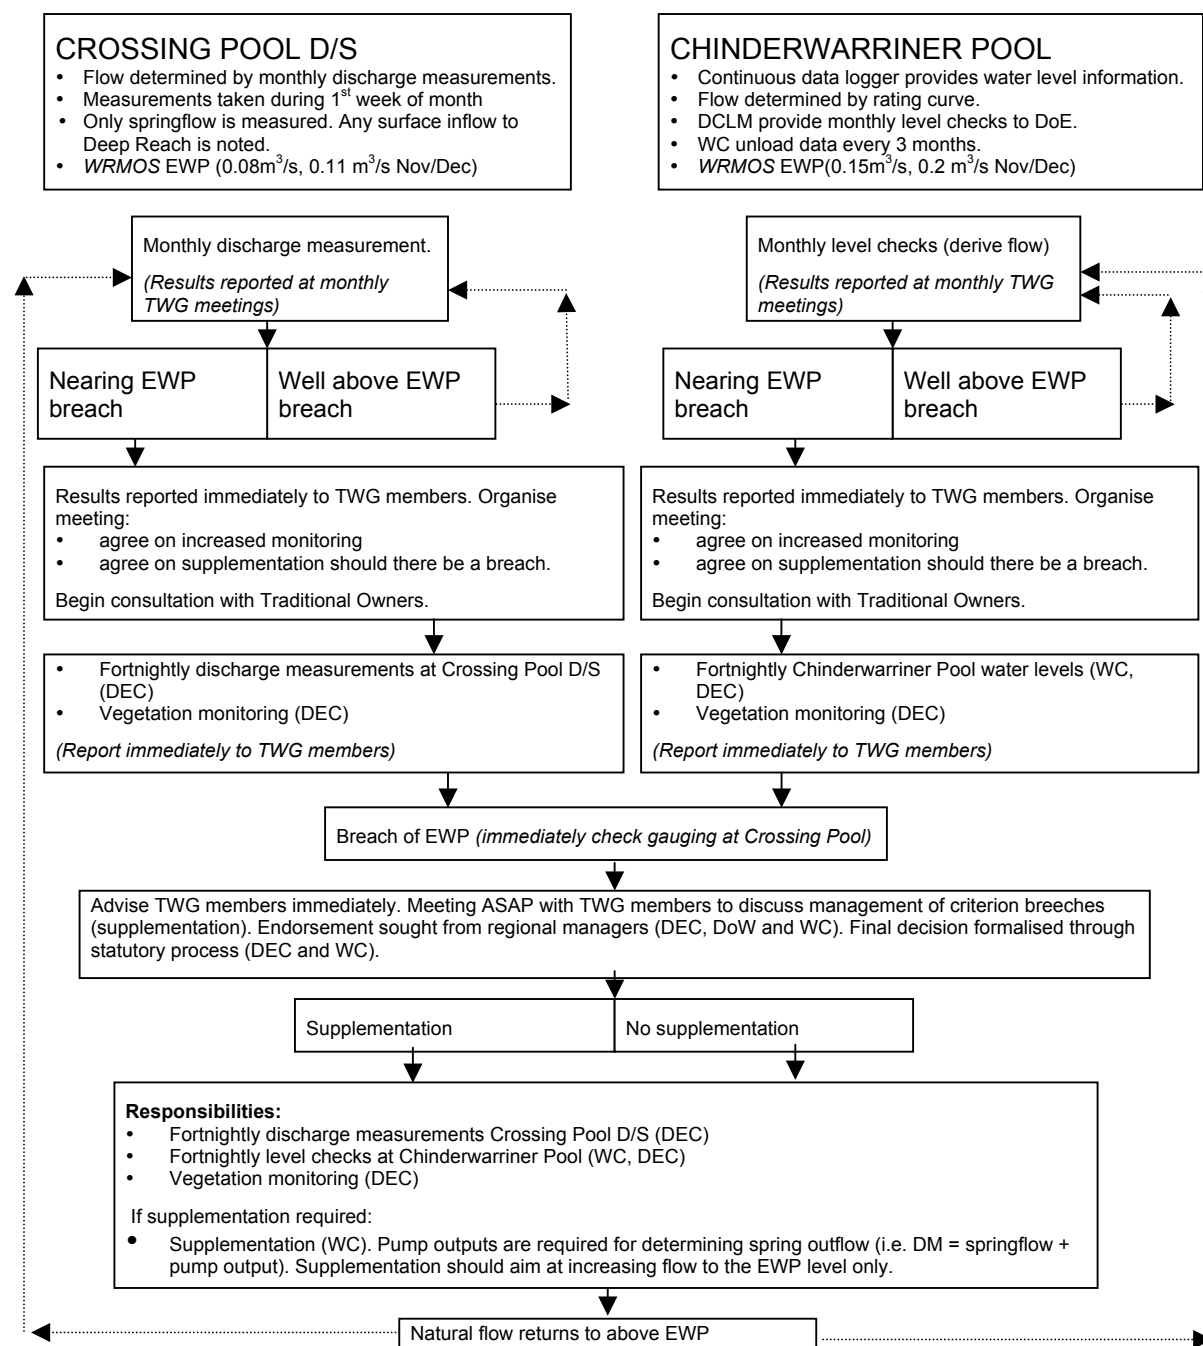 CROSSING POOL D/S
• Flow determined by monthly discharge measurements.
• Measurements taken during 1st week of month
• Only springflow is measured. Any surface inflow to
Deep Reach is noted.
• WRMOS EWP (0.08m3/s, 0.11 m3/s Nov/Dec)
CHINDERWARRINER POOL
• Continuous data logger provides water level information.
• Flow determined by rating curve.
• DCLM provide monthly level checks to DoE.
• WC unload data every 3 months.
• WRMOS EWP(0.15m3/s, 0.2 m3/s Nov/Dec)
Monthly discharge measurement.
(Results reported at monthly
TWG meetings)
Monthly level checks (derive flow)
(Results reported at monthly TWG
meetings)
Nearing EWP
breach
Well above EWP
breach
Nearing EWP
breach
Well above EWP
breach
Results reported immediately to TWG members. Organise
meeting:
• agree on increased monitoring
• agree on supplementation should there be a breach.
Begin consultation with Traditional Owners.
Results reported immediately to TWG members. Organise
meeting:
• agree on increased monitoring
• agree on supplementation should there be a breach.
Begin consultation with Traditional Owners.
• Fortnightly discharge measurements at Crossing Pool D/S
(DEC)
• Vegetation monitoring (DEC)
(Report immediately to TWG members)
• Fortnightly Chinderwarriner Pool water levels (WC,
DEC)
• Vegetation monitoring (DEC)
(Report immediately to TWG members)
Breach of EWP (immediately check gauging at Crossing Pool)
Advise TWG members immediately. Meeting ASAP with TWG members to discuss management of criterion breeches
(supplementation). Endorsement sought from regional managers (DEC, DoW and WC). Final decision formalised through
statutory process (DEC and WC).
Supplementation
No supplementation
Responsibilities:
• Fortnightly discharge measurements Crossing Pool D/S (DEC)
• Fortnightly level checks at Chinderwarriner Pool (WC, DEC)
• Vegetation monitoring (DEC)
If supplementation required:
• Supplementation (WC). Pump outputs are required for determining spring outflow (i.e. DM = springflow +
pump output). Supplementation should aim at increasing flow to the EWP level only.
Natural flow returns to above EWP